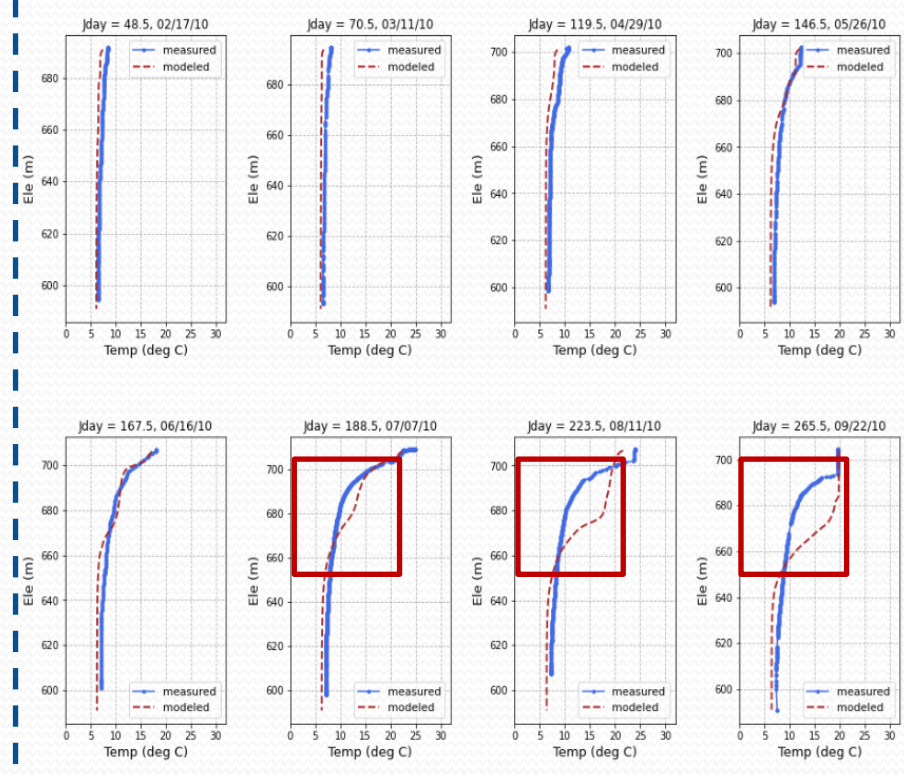 Jday = 48.5, 02/17/10
measured
modeled
680
660
640
620
600
Ele (m)
0 5 10 15 20 25 30
Temp (deg C)
Jday = 70.5, 03/11/10
measured
modeled
680
660
640
620
600
Ele (m)
0 5 10 15 20 25 30
Temp (deg C)
Jday = 119.5, 04/29/10
measured
modeled
700
680
660
640
620
600
Ele (m)
0 5 10 15 20 25 30
Temp (deg C)
Jday = 146.5, 05/26/10
measured
modeled
700
680
660
640
620
600
Ele (m)
0 5 10 15 20 25 30
Temp (deg C)
Jday = 167.5, 06/16/10
700
680
660
640
620
600
Ele (m)
measured
modeled
0 5 10 15 20 25 30
Temp (deg C)
Jday = 188.5, 07/07/10
700
680
660
640
620
600
Ele (m)
measured
modeled
0 5 10 15 20 25 30
Temp (deg C)
Jday = 223.5, 08/11/10
700
680
660
640
620
600
Ele (m)
measured
modeled
0 5 10 15 20 25 30
Temp (deg C)
Jday = 265.5, 09/22/10
700
680
660
640
620
600
Ele (m)
measured
modeled
0 5 10 15 20 25 30
Temp (deg C)